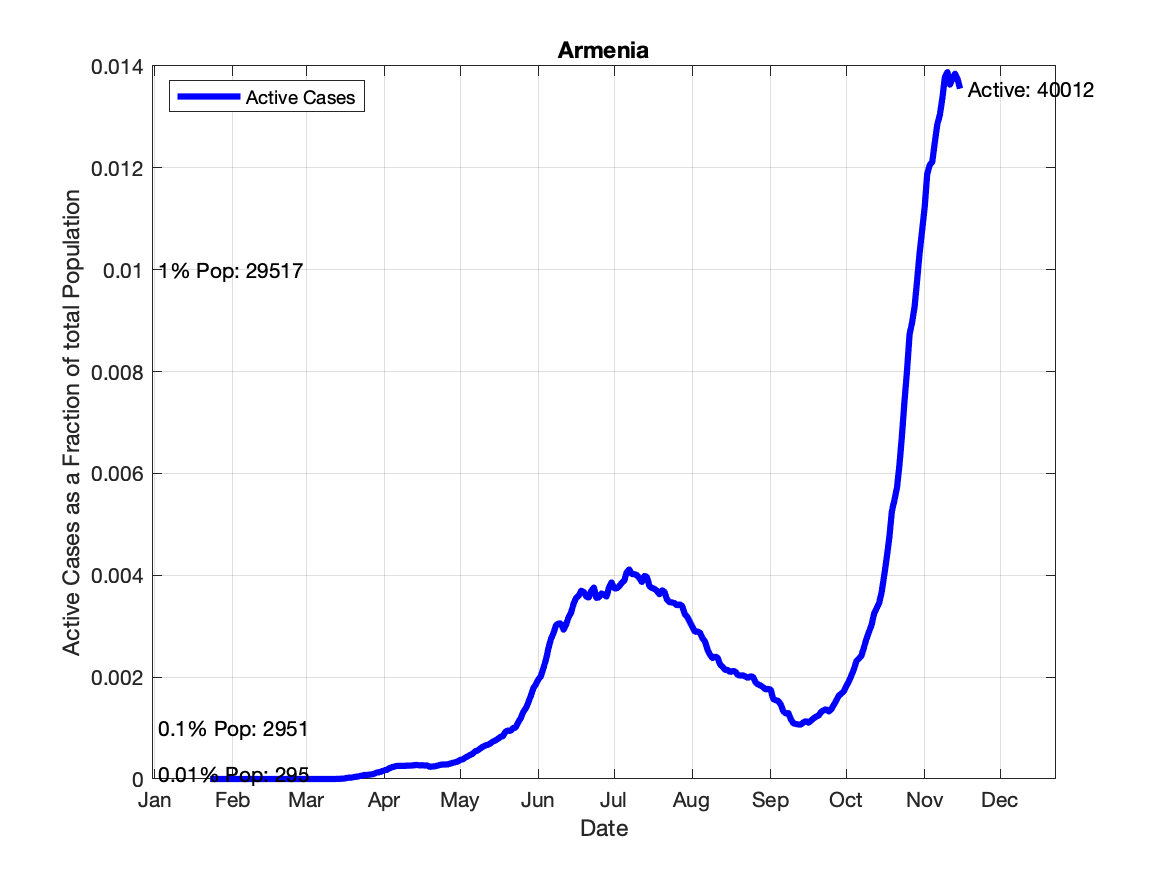 Armenia
0.014
0.012
0.01
0.008
0.006
0.004
0.002
0
Active Cases as a Fraction of total Population
Active Cases
Active: 40012
1% Pop: 29517
0.1% Pop: 2951
0.01% Pop: 295
Jan Feb Mar Apr May Jun Jul Aug Sep Oct Nov Dec
Date